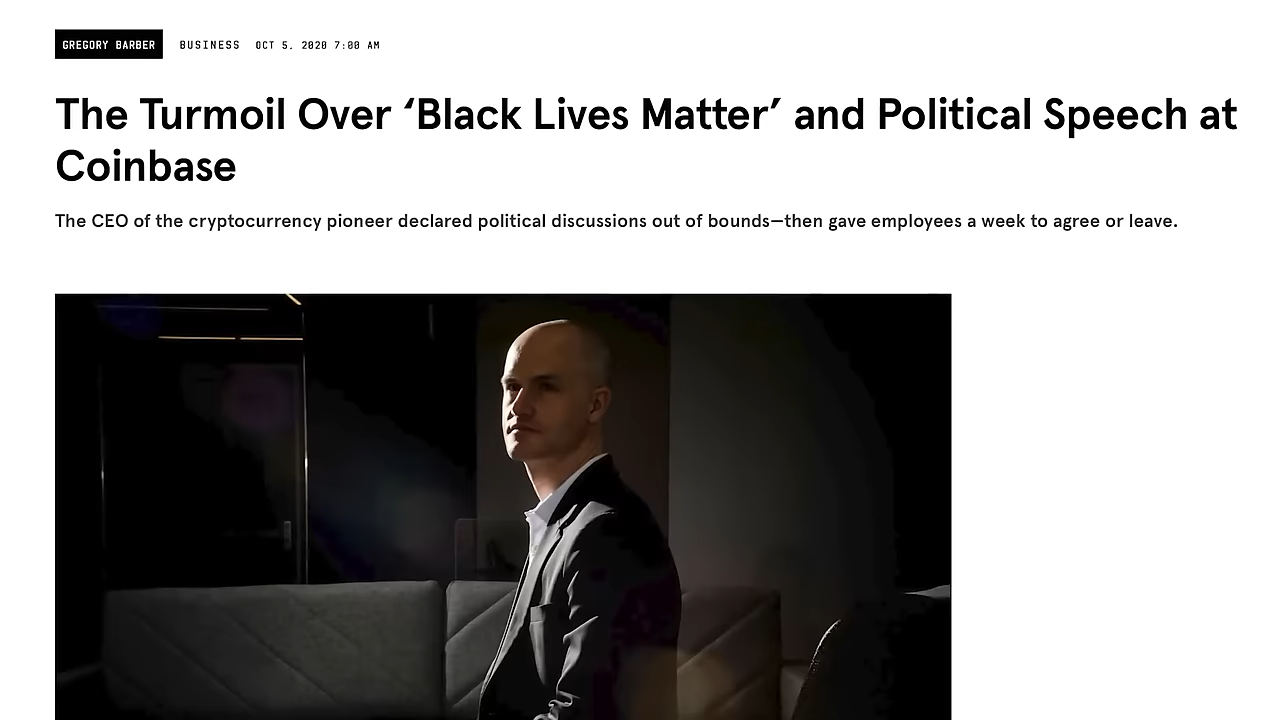 GREGORY BARBER BUSINESS OCT 5, 2020 7:00 AM
The Turmoil Over ‘Black Lives Matter’ and Political Speech at
Coinbase
The CEO of the cryptocurrency pioneer declared political discussions out of bounds—then gave employees a week to agree or leave.